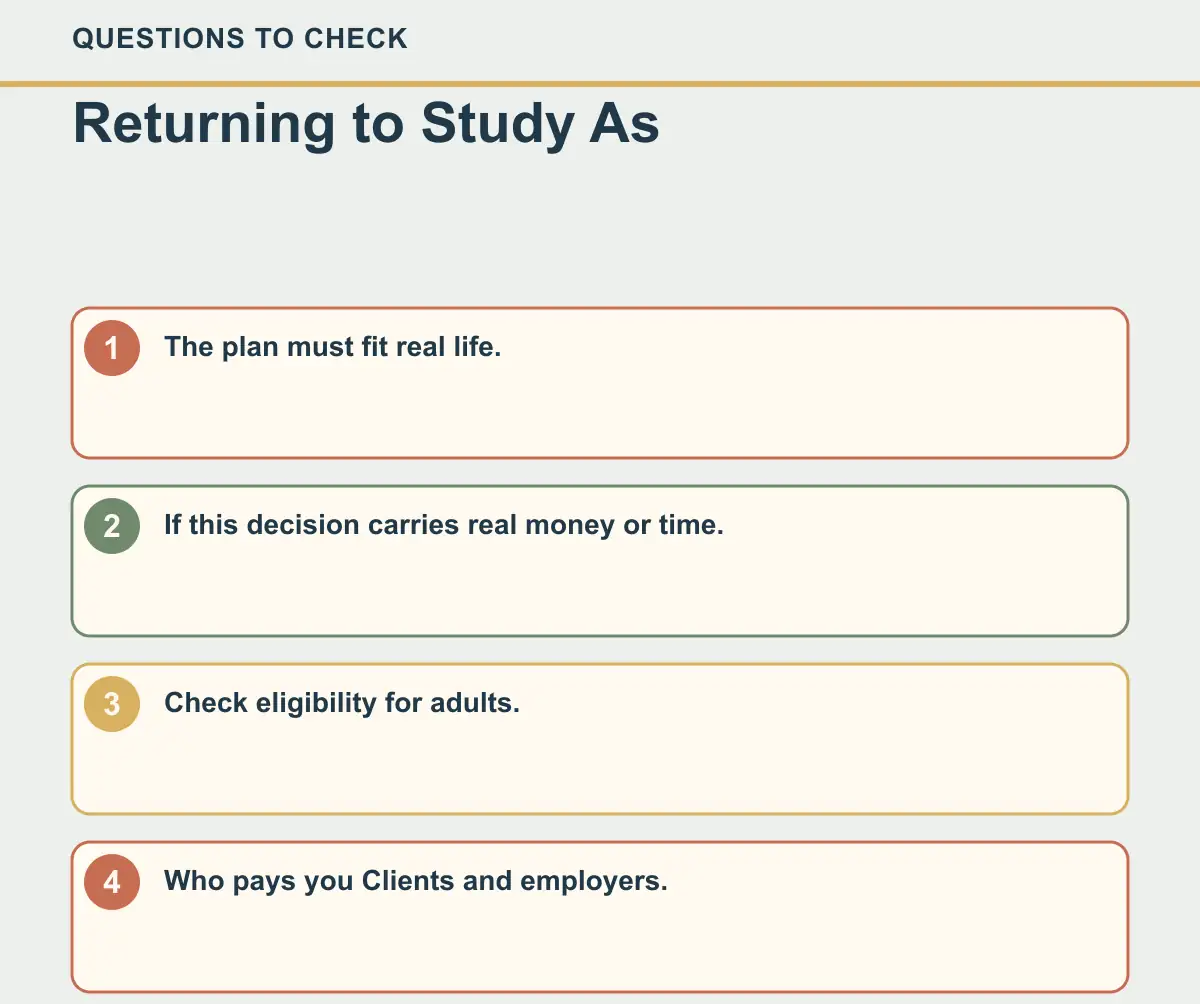 QUESTIONS TO CHECK
Returning to Study As
1 The plan must fit real life.
2 If this decision carries real money or time.
3 Check eligibility for adults.
4 Who pays you Clients and employers.